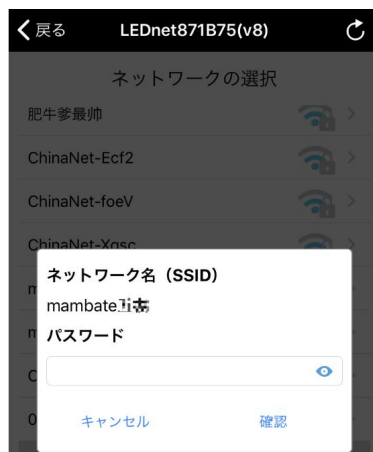 戻る
LEDnet871B75(v8)
ネットワークの選択
肥牛爹最帅
ChinaNet-Ecf2
ChinaNet-foeV
ChinaNet-Xgsc
ネットワーク名（SSID）
mambate
パスワード
キャンセル
確認